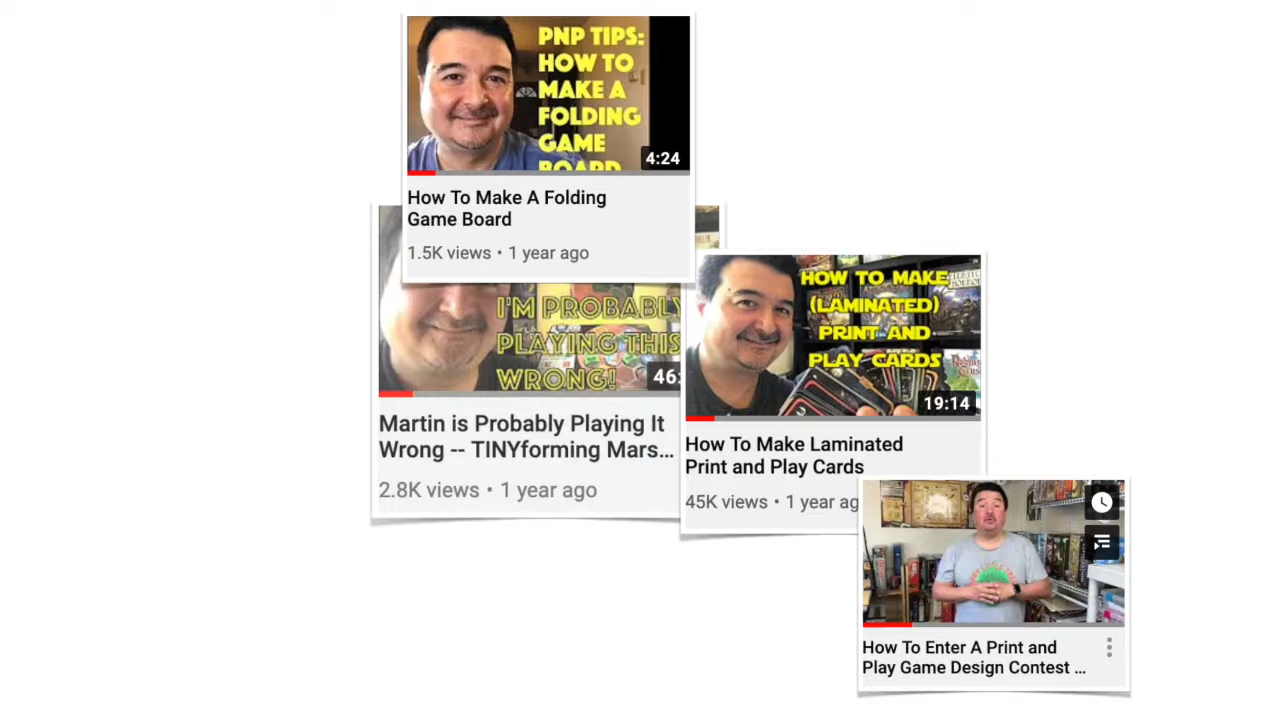 PNP TIPS:
HOW TO
MAKE A
FOLDING
GAME
BOARD
4:24
How To Make A Folding
Game Board
1.5K views • 1 year ago
I'M PROBABLY
PLAYING THIS
WRONG!
46:
Martin is Probably Playing It
Wrong -- TINYforming Mars...
2.8K views • 1 year ago
HOW TO MAKE
(LAMINATED)
PRINT AND
PLAY CARDS
19:14
How To Make Laminated
Print and Play Cards
45K views • 1 year ag
How To Enter A Print and
Play Game Design Contest ...